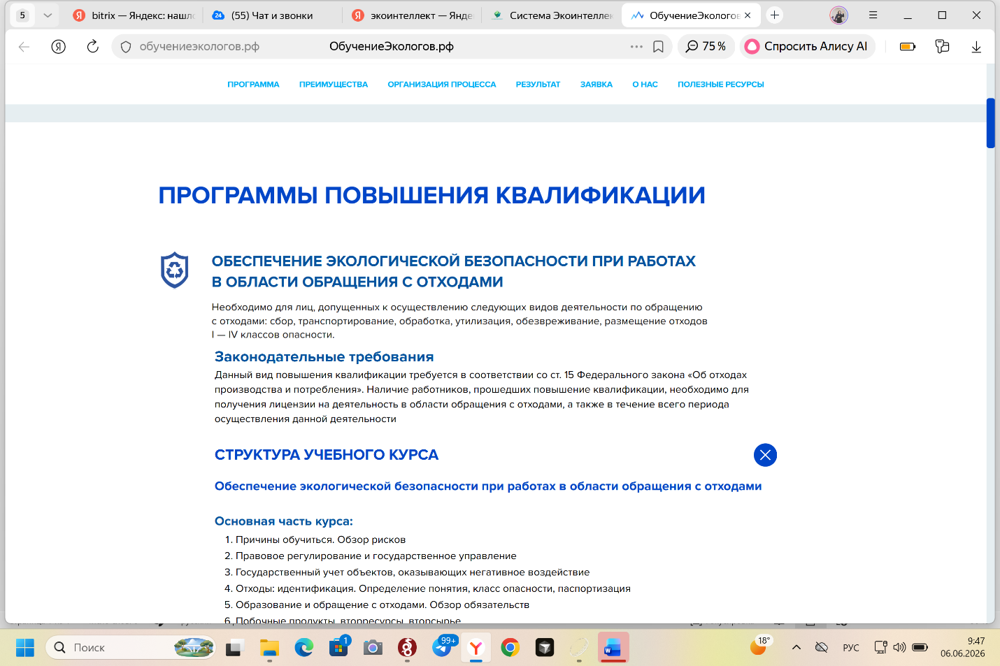 5
bitrix — Яндекс: нашло
24
(55) Чат и звонки
экоинтеллект — Янде
Система Экоинтеллек
ОбучениеЭкологов
обучениеэкологов.рф
ОбучениеЭкологов.рф
75 %
Спросить Алису AI
ПРОГРАММА
ПРЕИМУЩЕСТВА
ОРГАНИЗАЦИЯ ПРОЦЕССА
РЕЗУЛЬТАТ
ЗАЯВКА
О НАС
ПОЛЕЗНЫЕ РЕСУРСЫ
ПРОГРАММЫ ПОВЫШЕНИЯ КВАЛИФИКАЦИИ
ОБЕСПЕЧЕНИЕ ЭКОЛОГИЧЕСКОЙ БЕЗОПАСНОСТИ ПРИ РАБОТАХ
В ОБЛАСТИ ОБРАЩЕНИЯ С ОТХОДАМИ
Необходимо для лиц, допущенных к осуществлению следующих видов деятельности по обращению
с отходами: сбор, транспортирование, обработка, утилизация, обезвреживание, размещение отходов
I — IV классов опасности.
Законодательные требования
Данный вид повышения квалификации требуется в соответствии со ст. 15 Федерального закона «Об отходах
производства и потребления». Наличие работников, прошедших повышение квалификации, необходимо для
получения лицензии на деятельность в области обращения с отходами, а также в течение всего периода
осуществления данной деятельности
СТРУКТУРА УЧЕБНОГО КУРСА
Обеспечение экологической безопасности при работах в области обращения с отходами
Основная часть курса:
1. Причины обучиться. Обзор рисков
2. Правовое регулирование и государственное управление
3. Государственный учет объектов, оказывающих негативное воздействие
4. Отходы: идентификация. Определение понятия, класс опасности, паспортизация
5. Образование и обращение с отходами. Обзор обязательств
6. Побочные продукты, вторресурсы, вторсырье
Поиск
1
99+
18°
РУС
9:47
06.06.2026